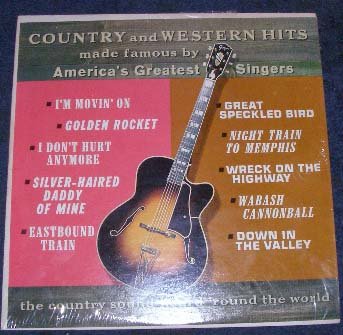 COUNTRY and WESTERN HITS
made famous by
America's Greatest Singers
I'M MOVIN' ON
GOLDEN ROCKET
I DON'T HURT
ANYMORE
SILVER-HAIRED
DADDY
OF MINE
EASTBOUND
TRAIN
GREAT
SPECKLED BIRD
NIGHT TRAIN
TO MEMPHIS
WRECK ON THE
HIGHWAY
WABASH
CANNONBALL
DOWN IN
THE VALLEY
the country sound 'round the world